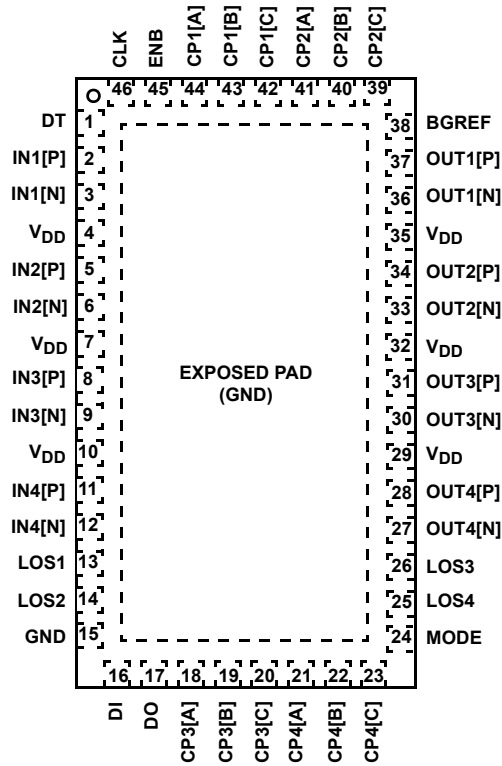 CLK
ENB
CP1[A]
CP1[B]
CP1[C]
CP2[A]
CP2[B]
CP2[C]
46 45 44 43 42 41 40 39
DT 1
IN1[P] 2
IN1[N] 3
VDD 4
IN2[P] 5
IN2[N] 6
VDD 7
IN3[P] 8
IN3[N] 9
VDD 10
IN4[P] 11
IN4[N] 12
LOS1 13
LOS2 14
GND 15
EXPOSED PAD
(GND)
38 BGREF
37 OUT1[P]
36 OUT1[N]
35 VDD
34 OUT2[P]
33 OUT2[N]
32 VDD
31 OUT3[P]
30 OUT3[N]
29 VDD
28 OUT4[P]
27 OUT4[N]
26 LOS3
25 LOS4
24 MODE
16 17 18 19 20 21 22 23
DI
DO
CP3[A]
CP3[B]
CP3[C]
CP4[A]
CP4[B]
CP4[C]